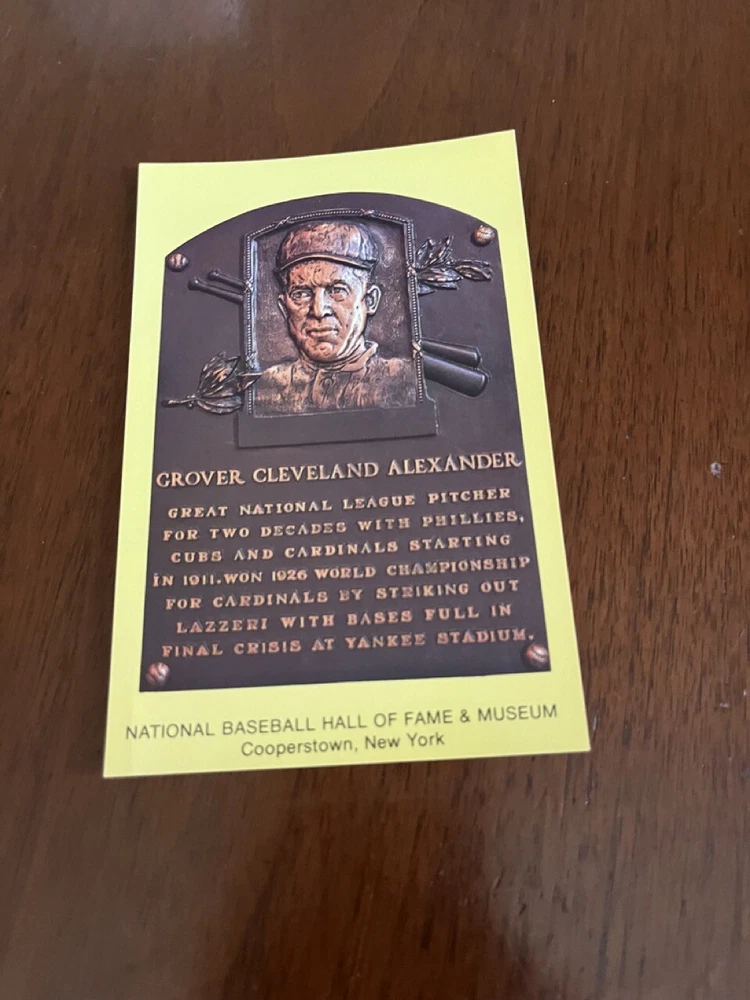 GROVER CLEVELAND ALEXANDER
GREAT NATIONAL LEAGUE PITCHER
FOR TWO DECADES WITH PHILLIES,
CUBS AND CARDINALS STARTING
IN 1911. WON 1926 WORLD CHAMPIONSHIP
FOR CARDINALS BY STRIKING OUT
LAZZERI WITH BASES FULL IN
FINAL CRISIS AT YANKEE STADIUM.
NATIONAL BASEBALL HALL OF FAME & MUSEUM
Cooperstown, New York